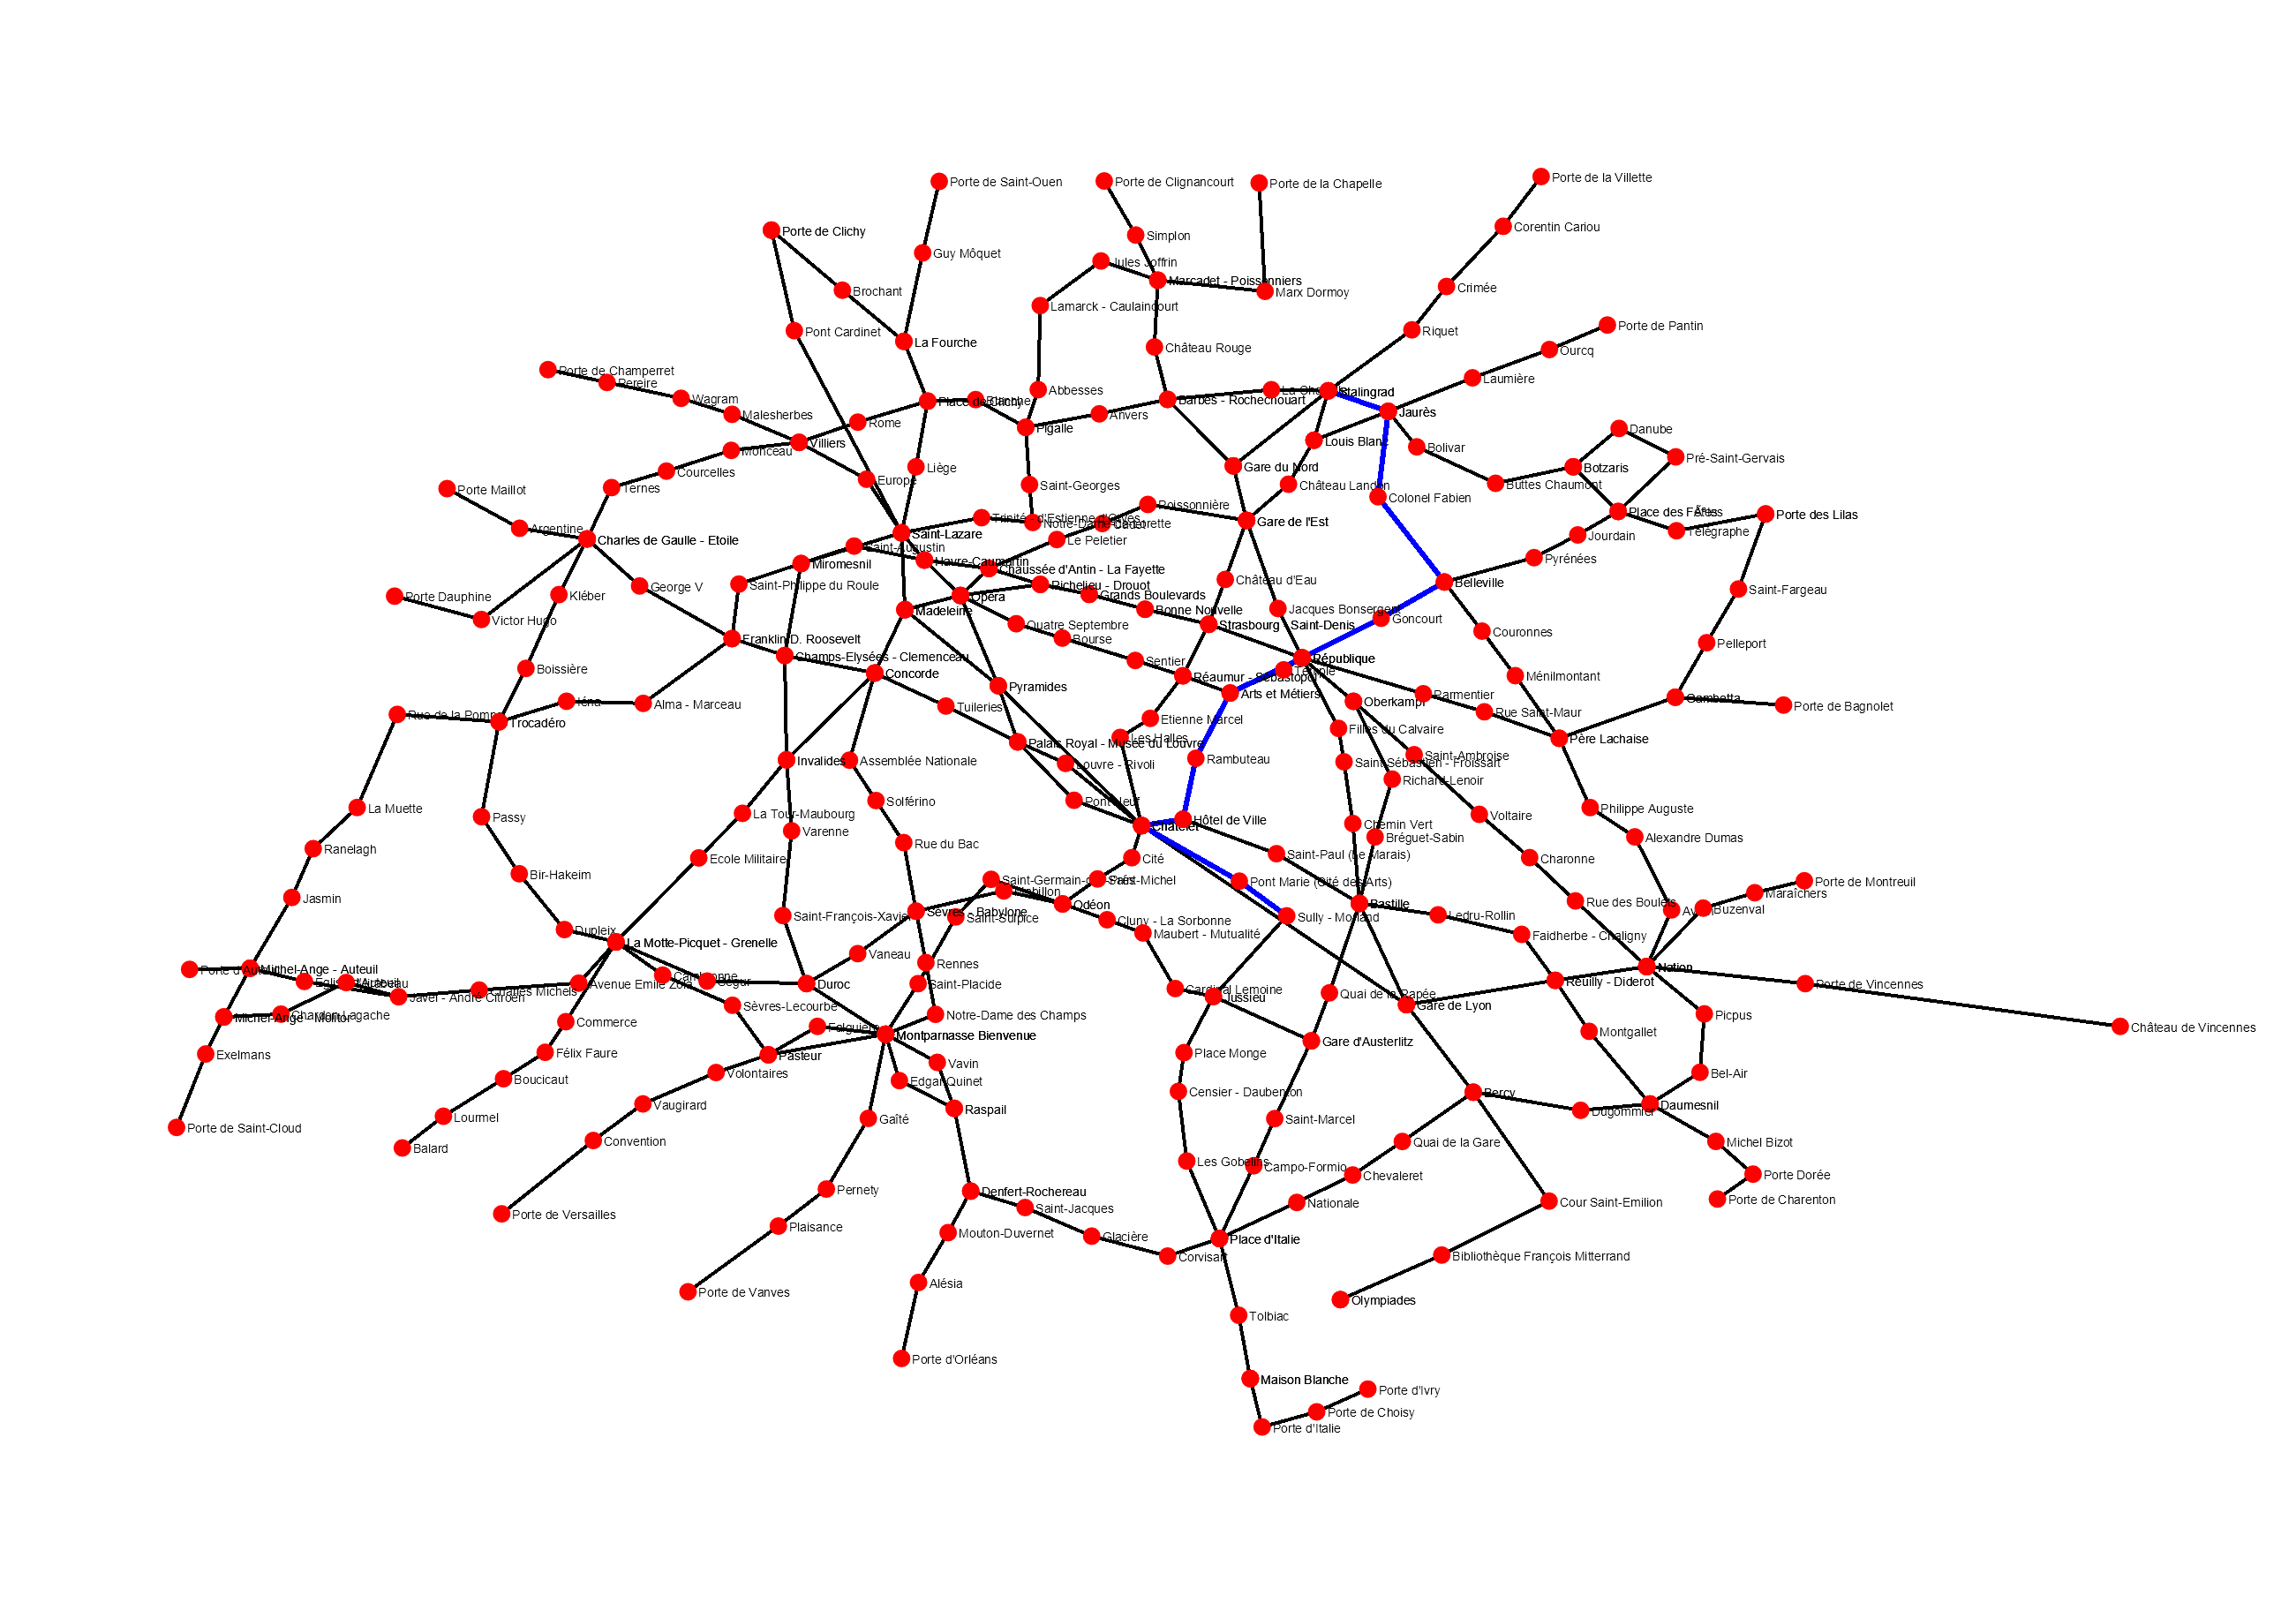 Porte de la Villette
Porte de Saint-Ouen
Porte de Clignancourt
Porte de la Chapelle
Corentin Cariou
Porte de Clichy
Simplon
Guy Môquet
Jules Joffrin
Marcadet - Poissonniers
Crimée
Brochant
Marx Dormoy
Lamarck - Caulaincourt
Porte de Pantin
Pont Cardinet
Riquet
La Fourche
Château Rouge
Ourcq
Porte de Champerret
Pereire
Laumière
Abbesses
Stalingrad
Wagram
Place de Clichy
Blanche
Barbès - Rochechouart
Malesherbes
Anvers
Jaurès
Rome
Pigalle
Danube
Villiers
Louis Blanc
Bolivar
Monceau
Pré-Saint-Gervais
Courcelles
Liège
Gare du Nord
Botzaris
Europe
Ternes
Porte Maillot
Saint-Georges
Château Landon
Buttes Chaumont
Colonel Fabien
Poissonnière
Place des Fêtes
Porte des Lilas
Trinité - d'Estienne d'Orves
Notre-Dame-de-Lorette
Cadet
Gare de l'Est
Argentine
Télégraphe
Saint-Lazare
Jourdain
Charles de Gaulle - Etoile
Le Peletier
Saint-Augustin
Pyrénées
Havre-Caumartin
Miromesnil
Chaussée d'Antin - La Fayette
Château d'Eau
Belleville
Saint-Philippe du Roule
Richelieu - Drouot
George V
Saint-Fargeau
Porte Dauphine
Kléber
Opéra
Grands Boulevards
Madeleine
Bonne Nouvelle
Jacques Bonsergent
Victor Hugo
Quatre Septembre
Strasbourg - Saint-Denis
Goncourt
Couronnes
Franklin D. Roosevelt
Bourse
Pelleport
Champs-Elysées - Clemenceau
Sentier
République
Boissière
Concorde
Temple
Réaumur - Sébastopol
Ménilmontant
Pyramides
Arts et Métiers
Parmentier
Gambetta
Iéna
Alma - Marceau
Tuileries
Oberkampf
Porte de Bagnolet
Rue de la Pompe
Rue Saint-Maur
Trocadéro
Etienne Marcel
Filles du Calvaire
Les Halles
Père Lachaise
Palais Royal - Musée du Louvre
Saint-Ambroise
Invalides
Assemblée Nationale
Louvre - Rivoli
Rambuteau
Saint-Sébastien - Froissart
Richard-Lenoir
Solférino
Pont Neuf
La Muette
Philippe Auguste
La Tour-Maubourg
Passy
Voltaire
Hôtel de Ville
Châtelet
Chemin Vert
Varenne
Bréguet-Sabin
Alexandre Dumas
Rue du Bac
Ranelagh
Saint-Paul (Le Marais)
Ecole Militaire
Cité
Charonne
Bir-Hakeim
Saint-Germain-des-Prés
Saint-Michel
Pont Marie (Cité des Arts)
Porte de Montreuil
Mabillon
Maraîchers
Jasmin
Rue des Boulets
Odéon
Bastille
Buzenval
Avron
Saint-François-Xavier
Sèvres - Babylone
Saint-Sulpice
Cluny - La Sorbonne
Sully - Morland
Ledru-Rollin
Dupleix
Maubert - Mutualité
Faidherbe - Chaligny
La Motte-Picquet - Grenelle
Vaneau
Rennes
Nation
Porte d'Auteuil
Michel-Ange - Auteuil
Cambronne
Ségur
Eglise d'Auteuil
Mirabeau
Avenue Emile Zola
Duroc
Saint-Placide
Reuilly - Diderot
Porte de Vincennes
Charles Michels
Cardinal Lemoine
Quai de la Rapée
Javel - André Citroën
Jussieu
Sèvres-Lecourbe
Gare de Lyon
Chardon Lagache
Michel-Ange - Molitor
Notre-Dame des Champs
Picpus
Commerce
Falguière
Château de Vincennes
Montparnasse Bienvenue
Montgallet
Gare d'Austerlitz
Félix Faure
Exelmans
Pasteur
Place Monge
Vavin
Volontaires
Bel-Air
Boucicaut
Edgar Quinet
Censier - Daubenton
Bercy
Vaugirard
Raspail
Dugommier
Daumesnil
Lourmel
Gaîté
Saint-Marcel
Porte de Saint-Cloud
Convention
Quai de la Gare
Michel Bizot
Balard
Les Gobelins
Campo-Formio
Chevaleret
Porte Dorée
Pernety
Denfert-Rochereau
Porte de Charenton
Nationale
Cour Saint-Emilion
Saint-Jacques
Porte de Versailles
Plaisance
Mouton-Duvernet
Glacière
Place d'Italie
Corvisart
Bibliothèque François Mitterrand
Alésia
Porte de Vanves
Olympiades
Tolbiac
Porte d'Orléans
Maison Blanche
Porte d'Ivry
Porte de Choisy
Porte d'Italie